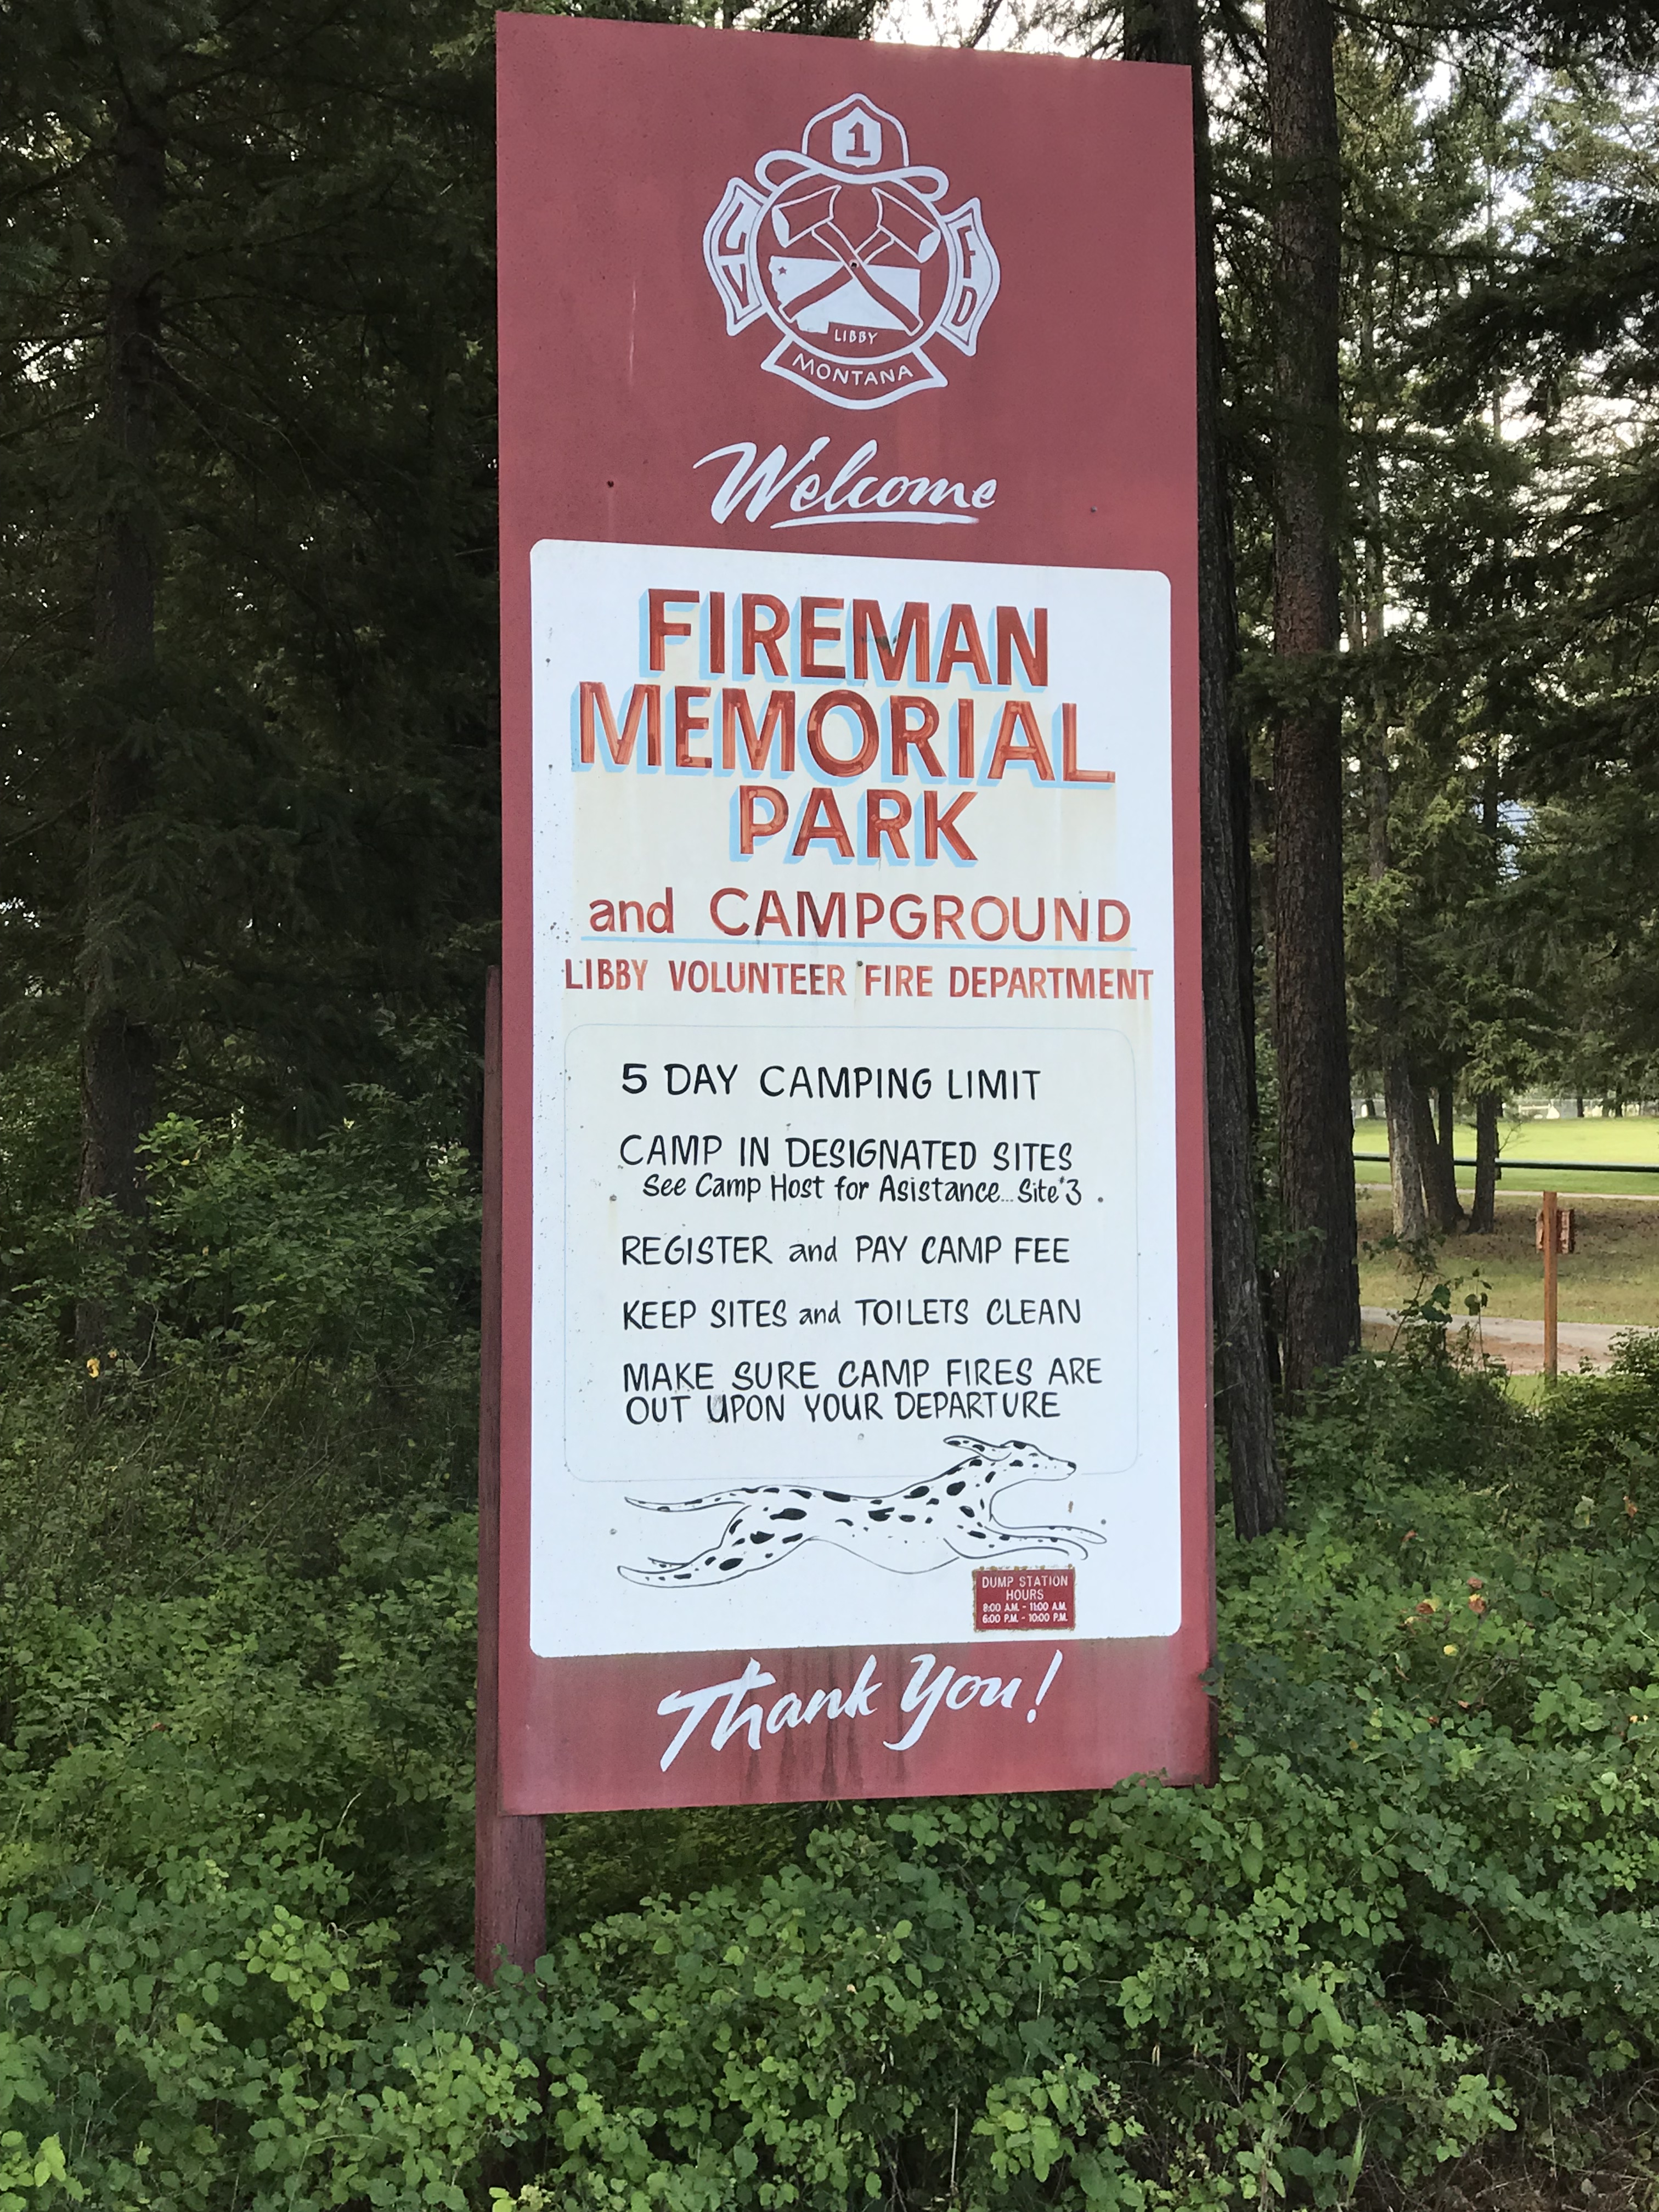 1
LVFD
LIBBY
MONTANA
Welcome
FIREMAN
MEMORIAL
PARK
and CAMPGROUND
LIBBY VOLUNTEER FIRE DEPARTMENT
5 DAY CAMPING LIMIT
CAMP IN DESIGNATED SITES
See Camp Host for Asistance... Site #3 .
REGISTER and PAY CAMP FEE
KEEP SITES and TOILETS CLEAN
MAKE SURE CAMP FIRES ARE
OUT UPON YOUR DEPARTURE
DUMP STATION
HOURS
8:00 A.M. - 11:00 A.M.
6:00 P.M. - 10:00 P.M.
Thank You!